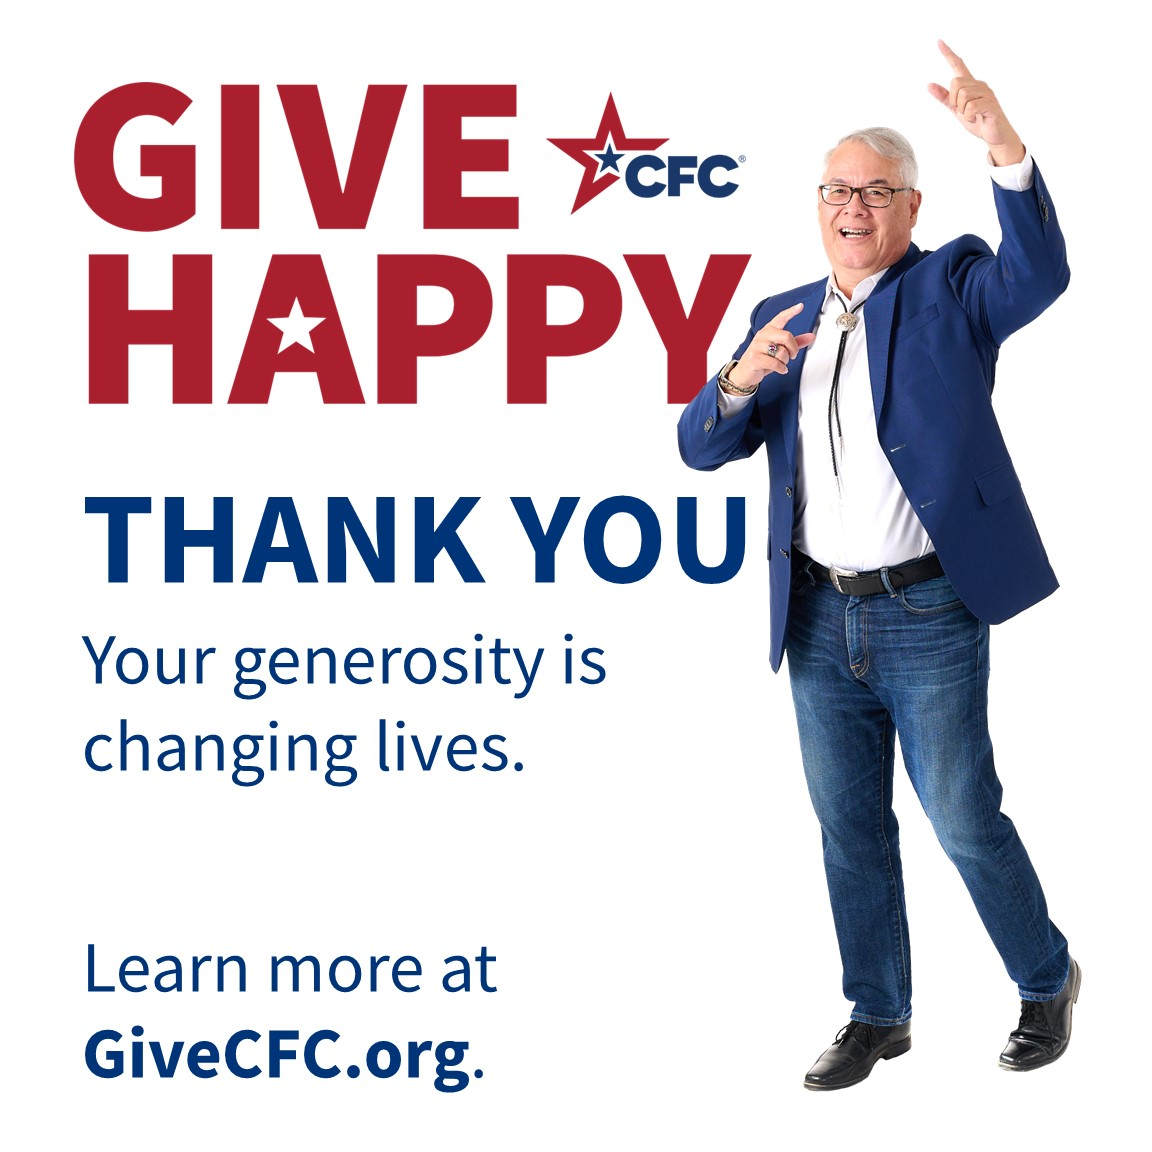 GIVE
CFC®
HAPPY
THANK YOU
Your generosity is
changing lives.
Learn more at
GiveCFC.org.